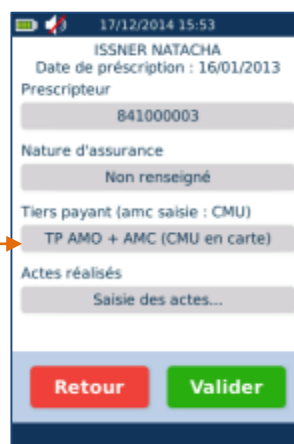 17/12/2014 15:53
ISSNER NATACHA
Date de préscription : 16/01/2013
Prescripteur
841000003
Nature d'assurance
Non renseigné
Tiers payant (amc saisie : CMU)
TP AMO + AMC (CMU en carte)
Actes réalisés
Saisie des actes...
Retour
Valider